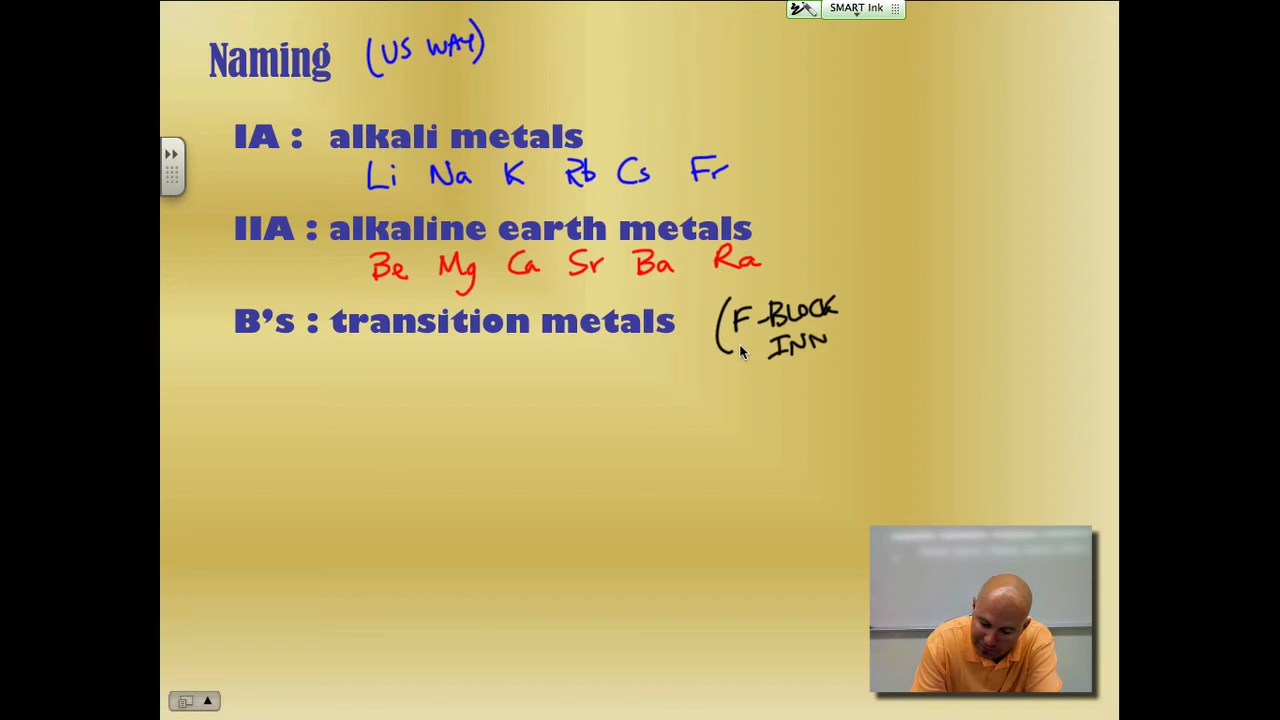 SMART Ink
Naming (US WAY)
IA : alkali metals
Li Na K Rb Cs Fr
IIA : alkaline earth metals
Be Mg Ca Sr Ba Ra
B's : transition metals (F-BLOCK
INN